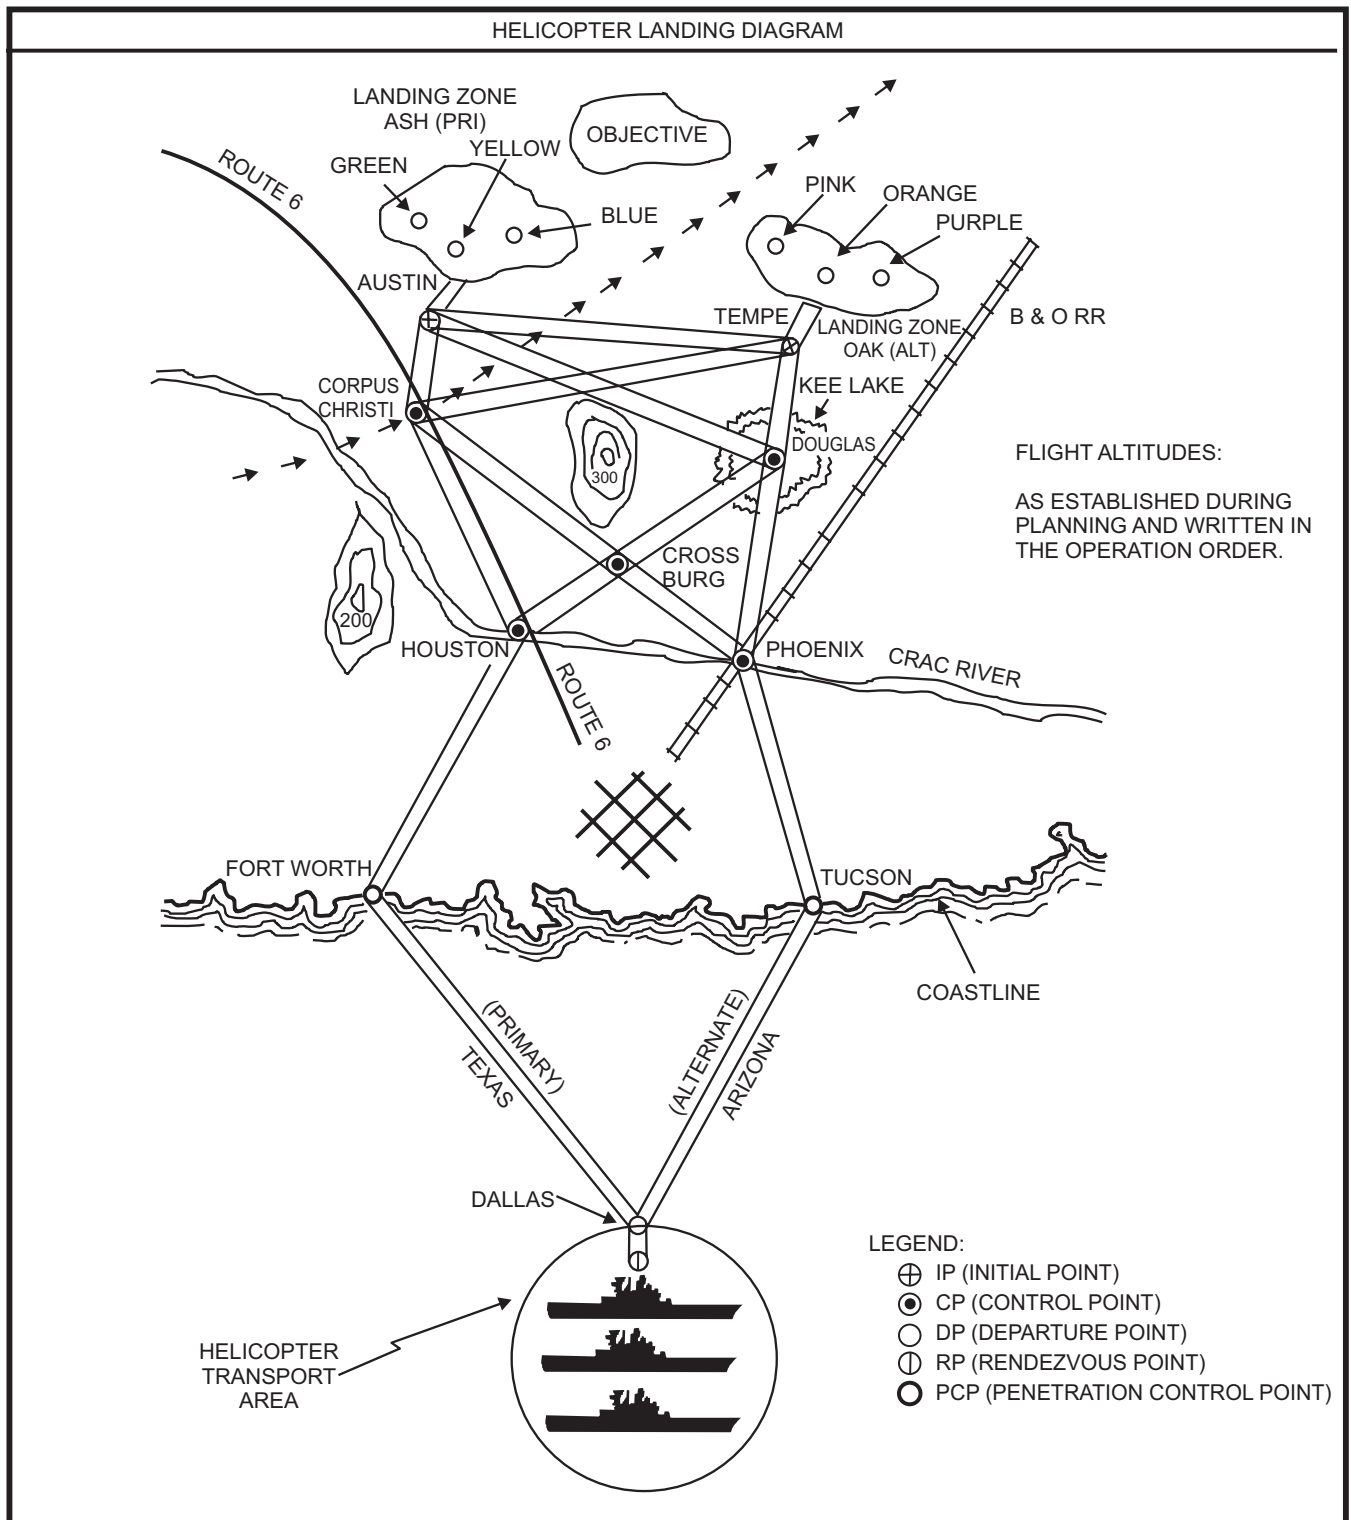 HELICOPTER LANDING DIAGRAM
LANDING ZONE
ASH (PRI)
OBJECTIVE
YELLOW
GREEN
ROUTE 6
BLUE
PINK
ORANGE
PURPLE
AUSTIN
TEMPE
LANDING ZONE
OAK (ALT)
B & O RR
CORPUS
CHRISTI
KEE LAKE
DOUGLAS
300
FLIGHT ALTITUDES:
AS ESTABLISHED DURING
PLANNING AND WRITTEN IN
THE OPERATION ORDER.
CROSS
BURG
200
HOUSTON
PHOENIX
CRAC RIVER
ROUTE 6
FORT WORTH
TUCSON
COASTLINE
(PRIMARY)
TEXAS
(ALTERNATE)
ARIZONA
DALLAS
HELICOPTER
TRANSPORT
AREA
LEGEND:
IP (INITIAL POINT)
CP (CONTROL POINT)
DP (DEPARTURE POINT)
RP (RENDEZVOUS POINT)
PCP (PENETRATION CONTROL POINT)